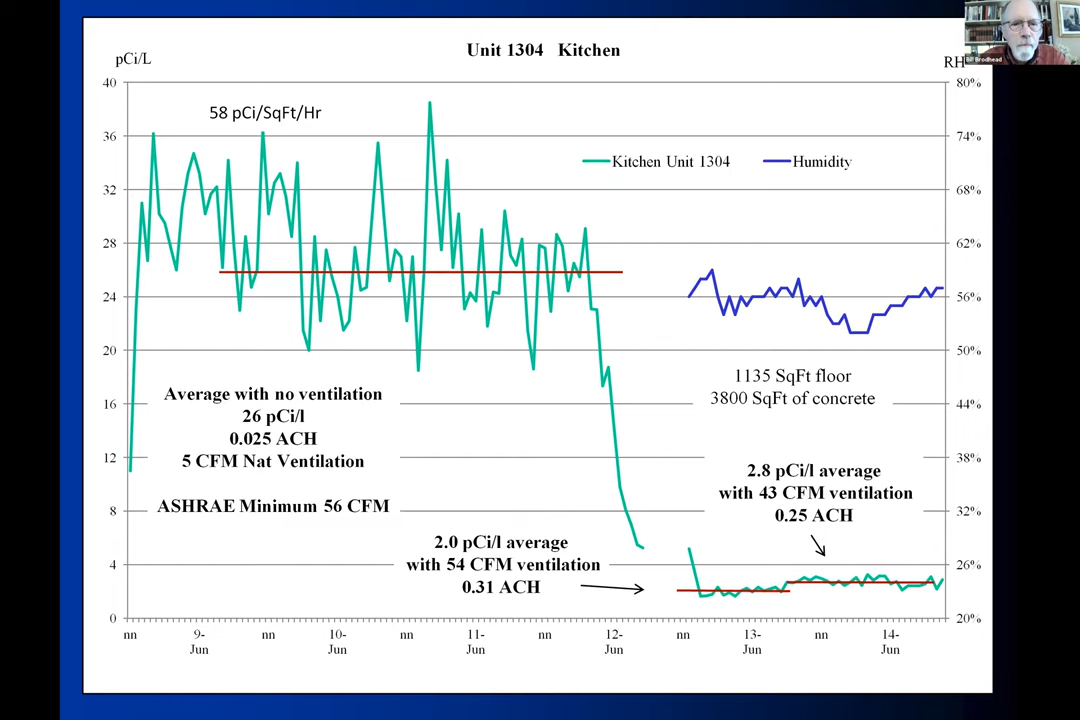 Unit 1304 Kitchen
pCi/L
RH
Bill Brodhead
40
80%
58 pCi/SqFt/Hr
36
74%
Kitchen Unit 1304
Humidity
32
68%
28
62%
24
56%
20
50%
1135 SqFt floor
3800 SqFt of concrete
16
44%
Average with no ventilation
26 pCi/l
0.025 ACH
5 CFM Nat Ventilation
12
38%
2.8 pCi/l average
with 43 CFM ventilation
0.25 ACH
ASHRAE Minimum 56 CFM
8
32%
2.0 pCi/l average
with 54 CFM ventilation
0.31 ACH
4
26%
0
20%
nn
9-
Jun
nn
10-
Jun
nn
11-
Jun
nn
12-
Jun
nn
13-
Jun
nn
14-
Jun